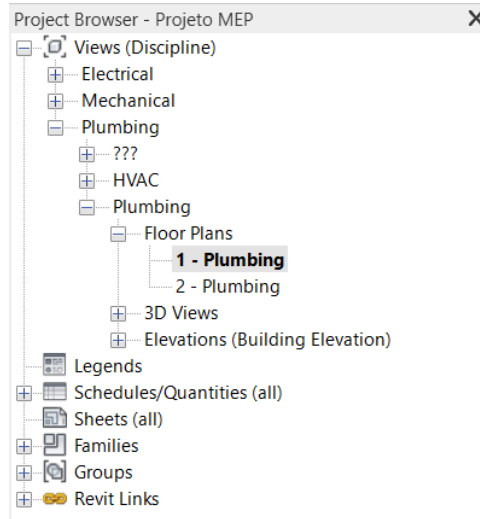 Project Browser - Projeto MEP
Views (Discipline)
Electrical
Mechanical
Plumbing
???
HVAC
Plumbing
Floor Plans
1 - Plumbing
2 - Plumbing
3D Views
Elevations (Building Elevation)
Legends
Schedules/Quantities (all)
Sheets (all)
Families
Groups
Revit Links